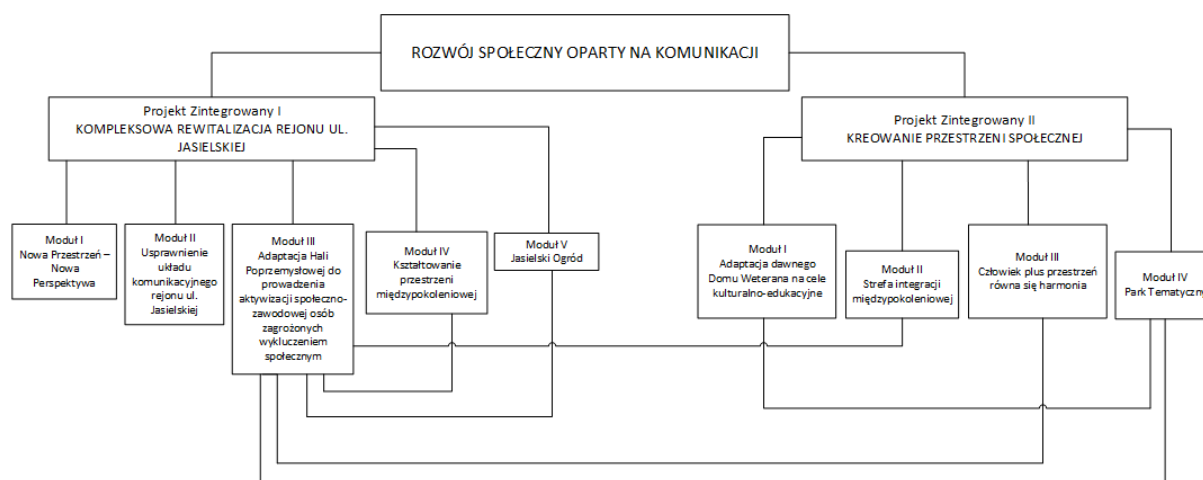 ROZWÓJ SPOŁECZNY OPARTY NA KOMUNIKACJI
Projekt Zintegrowany I
KOMPLEKSOWA REWITALIZACJA REJONU UL.
JASIELSKIEJ
Projekt Zintegrowany II
KREOWANIE PRZESTRZENI SPOŁECZNEJ
Moduł I
Nowa Przestrzeń –
Nowa
Perspektywa
Moduł II
Usprawnienie
układu
komunikacyjnego
rejonu ul.
Jasielskiej
Moduł III
Adaptacja Hali
Poprzemysłowej do
prowadzenia
aktywizacji społeczno-
zawodowej osób
zagrożonych
wykluczeniem
społecznym
Moduł IV
Kształtowanie
przestrzeni
międzypokoleniowej
Moduł V
Jasielski Ogród
Moduł I
Adaptacja dawnego
Domu Weterana na cele
kulturalno-edukacyjne
Moduł II
Strefa integracji
międzypokoleniowej
Moduł III
Człowiek plus przestrzeń
równa się harmonia
Moduł IV
Park Tematyczny